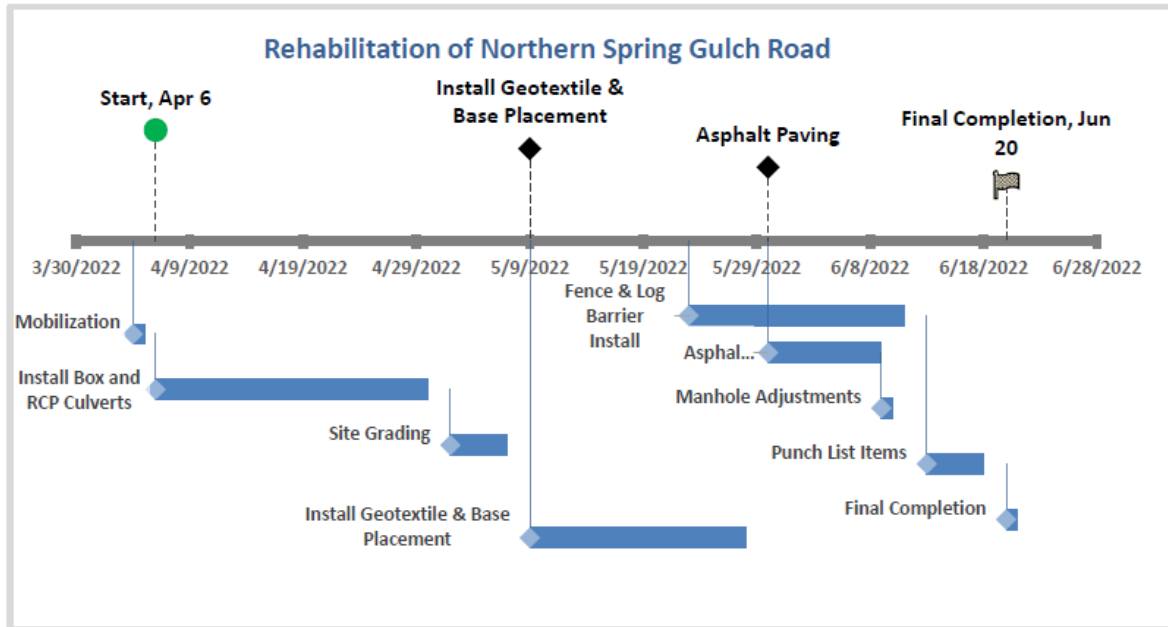 Rehabilitation of Northern Spring Gulch Road
Start, Apr 6
Install Geotextile &
Base Placement
Asphalt Paving
Final Completion, Jun
20
3/30/2022
4/9/2022
4/19/2022
4/29/2022
5/9/2022
5/19/2022
5/29/2022
6/8/2022
6/18/2022
6/28/2022
Mobilization
Install Box and
RCP Culverts
Site Grading
Install Geotextile & Base
Placement
Fence & Log
Barrier
Install
Asphal...
Manhole Adjustments
Punch List Items
Final Completion